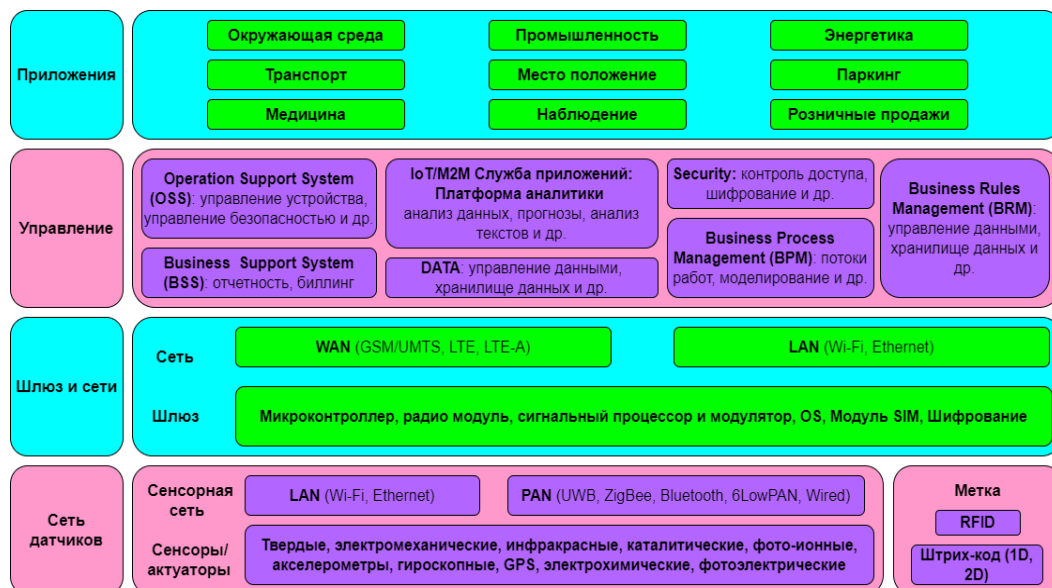 Приложения
Окружающая среда
Промышленность
Энергетика
Транспорт
Место положение
Паркинг
Медицина
Наблюдение
Розничные продажи
Управление
Operation Support System
(OSS): управление устройства,
управление безопасностью и др.
Business Support System
(BSS): отчетность, биллинг
IoT/M2M Служба приложений:
Платформа аналитики
анализ данных, прогнозы, анализ
текстов и др.
DATA: управление данными,
хранилище данных и др.
Security: контроль доступа,
шифрование и др.
Business Process
Management (BPM): потоки
работ, моделирование и др.
Business Rules
Management (BRM):
управление данными,
хранилище данных и
др.
Шлюз и сети
Сеть
WAN (GSM/UMTS, LTE, LTE-A)
LAN (Wi-Fi, Ethernet)
Шлюз
Микроконтроллер, радио модуль, сигнальный процессор и модулятор, OS, Модуль SIM, Шифрование
Сеть
датчиков
Сенсорная
сеть
LAN (Wi-Fi, Ethernet)
PAN (UWB, ZigBee, Bluetooth, 6LowPAN, Wired)
Сенсоры/
актуаторы
Твердые, электромеханические, инфракрасные, каталитические, фото-ионные,
акселерометры, гироскопные, GPS, электрохимические, фотоэлектрические
Метка
RFID
Штрих-код (1D,
2D)